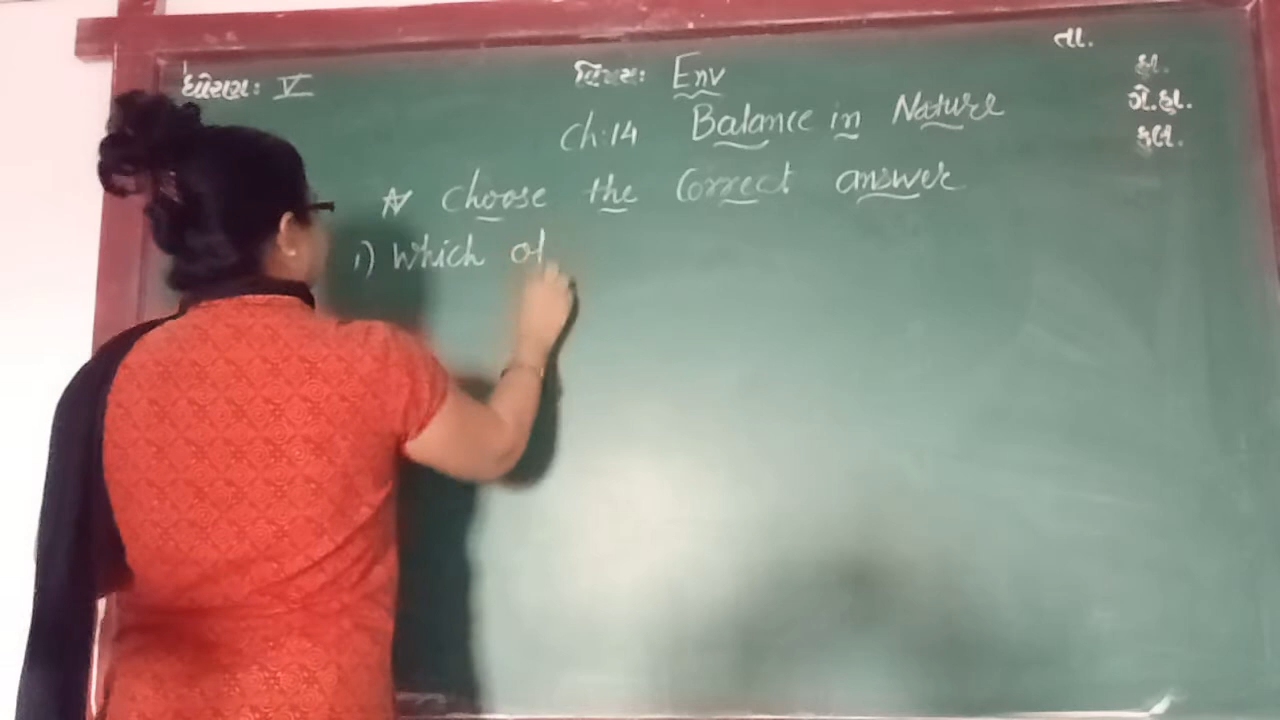 ધોરણ: V
વિષય: Env
તા.
હા.
ગે.હા.
કુલ.
Ch.14 Balance in Nature
☆ Choose the Correct answer
1) Which of